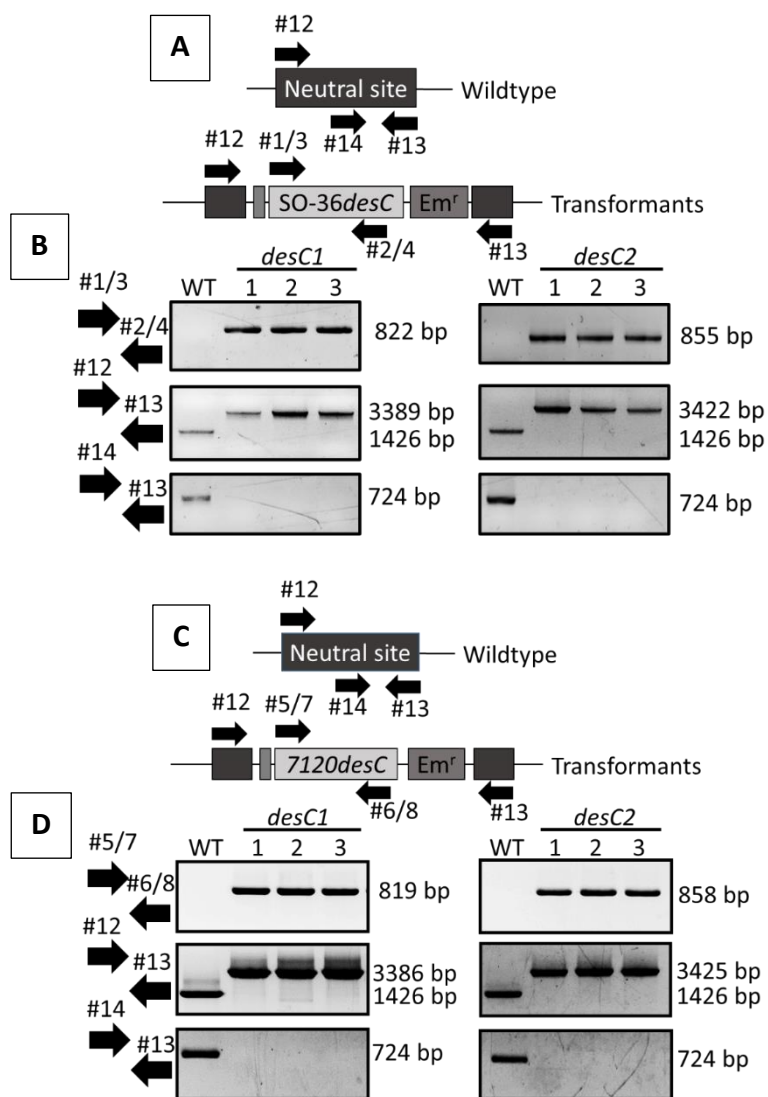 A
#12
Neutral site
Wildtype
#14
#13
#12
#1/3
SO-36desC
Emʳ
Transformants
#2/4
#13
B
desC1
desC2
WT 1 2 3
WT 1 2 3
#1/3
#2/4
822 bp
855 bp
#12
#13
3389 bp
1426 bp
3422 bp
1426 bp
#14
#13
724 bp
724 bp
C
#12
Neutral site
Wildtype
#14
#13
#12
#5/7
7120desC
Emʳ
Transformants
#6/8
#13
D
desC1
desC2
WT 1 2 3
WT 1 2 3
#5/7
#6/8
819 bp
858 bp
#12
#13
3386 bp
1426 bp
3425 bp
1426 bp
#14
#13
724 bp
724 bp